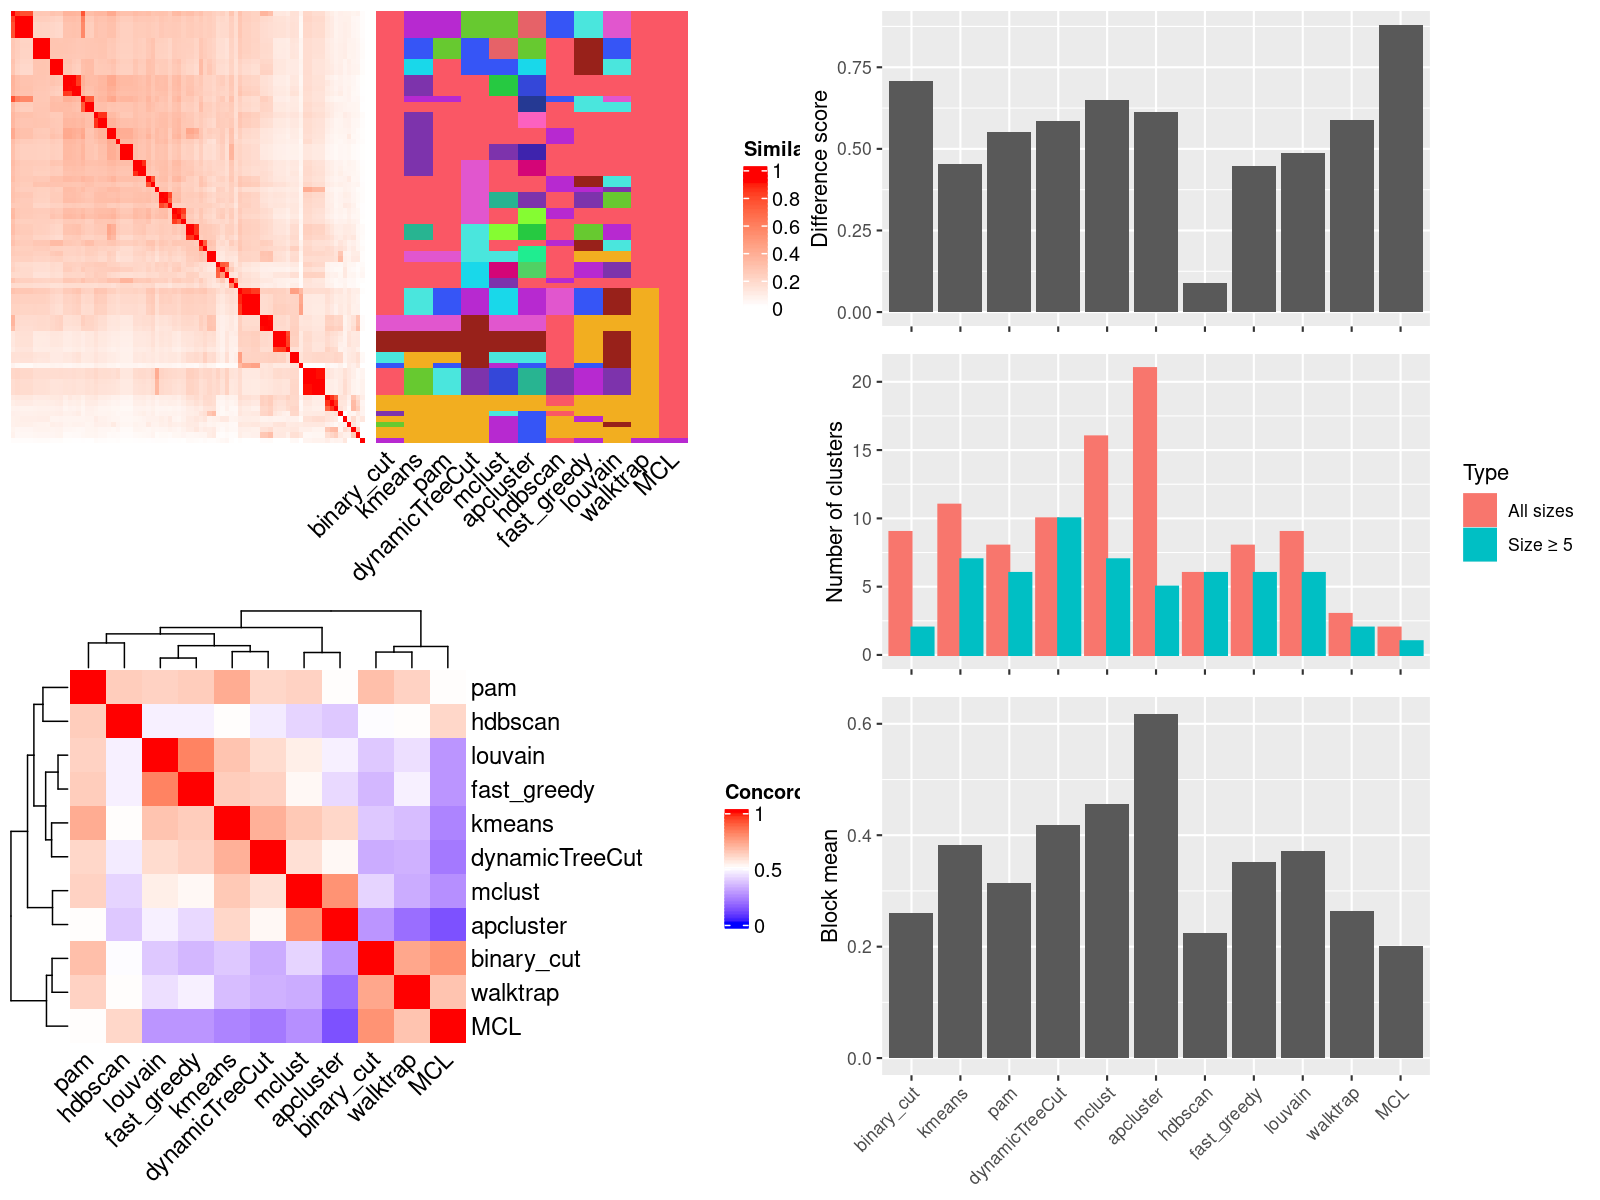 binary_cut
kmeans
pam
dynamicTreeCut
mclust
apcluster
hdbscan
fast_greedy
louvain
walktrap
MCL
Simila
1
0.8
0.6
0.4
0.2
0
pam
hdbscan
louvain
fast_greedy
kmeans
dynamicTreeCut
mclust
apcluster
binary_cut
walktrap
MCL
pam
hdbscan
louvain
fast_greedy
kmeans
dynamicTreeCut
mclust
apcluster
binary_cut
walktrap
MCL
Concord
1
0.5
0
Difference score
0.75
0.50
0.25
0.00
Number of clusters
20
15
10
5
0
Type
All sizes
Size ≥ 5
Block mean
0.6
0.4
0.2
0.0
binary_cut
kmeans
pam
dynamicTreeCut
mclust
apcluster
hdbscan
fast_greedy
louvain
walktrap
MCL